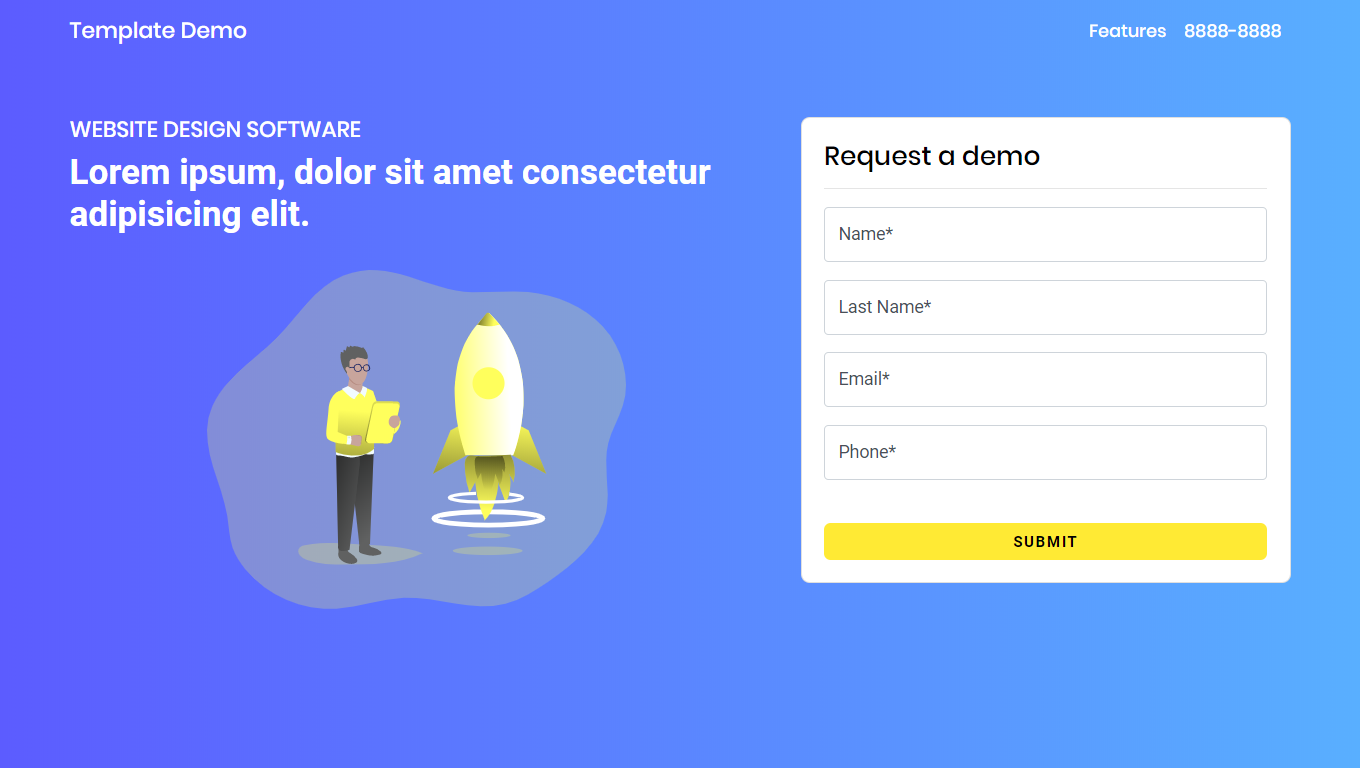 Template Demo
Features 8888-8888
WEBSITE DESIGN SOFTWARE
Lorem ipsum, dolor sit amet consectetur
adipisicing elit.
Request a demo
Name*
Last Name*
Email*
Phone*
SUBMIT